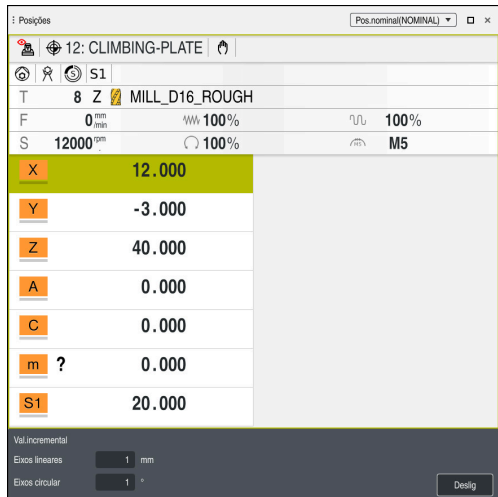 Posições Pos.nominal(NOMINAL)
12: CLIMBING-PLATE
S1
T 8 Z MILL_D16_ROUGH
F 0 mm/min 100% 100%
S 12000 rpm 100% M5
X 12.000
Y -3.000
Z 40.000
A 0.000
C 0.000
m ? 0.000
S1 20.000
Val.incremental
Eixos lineares 1 mm
Eixos circular 1 °
Deslig